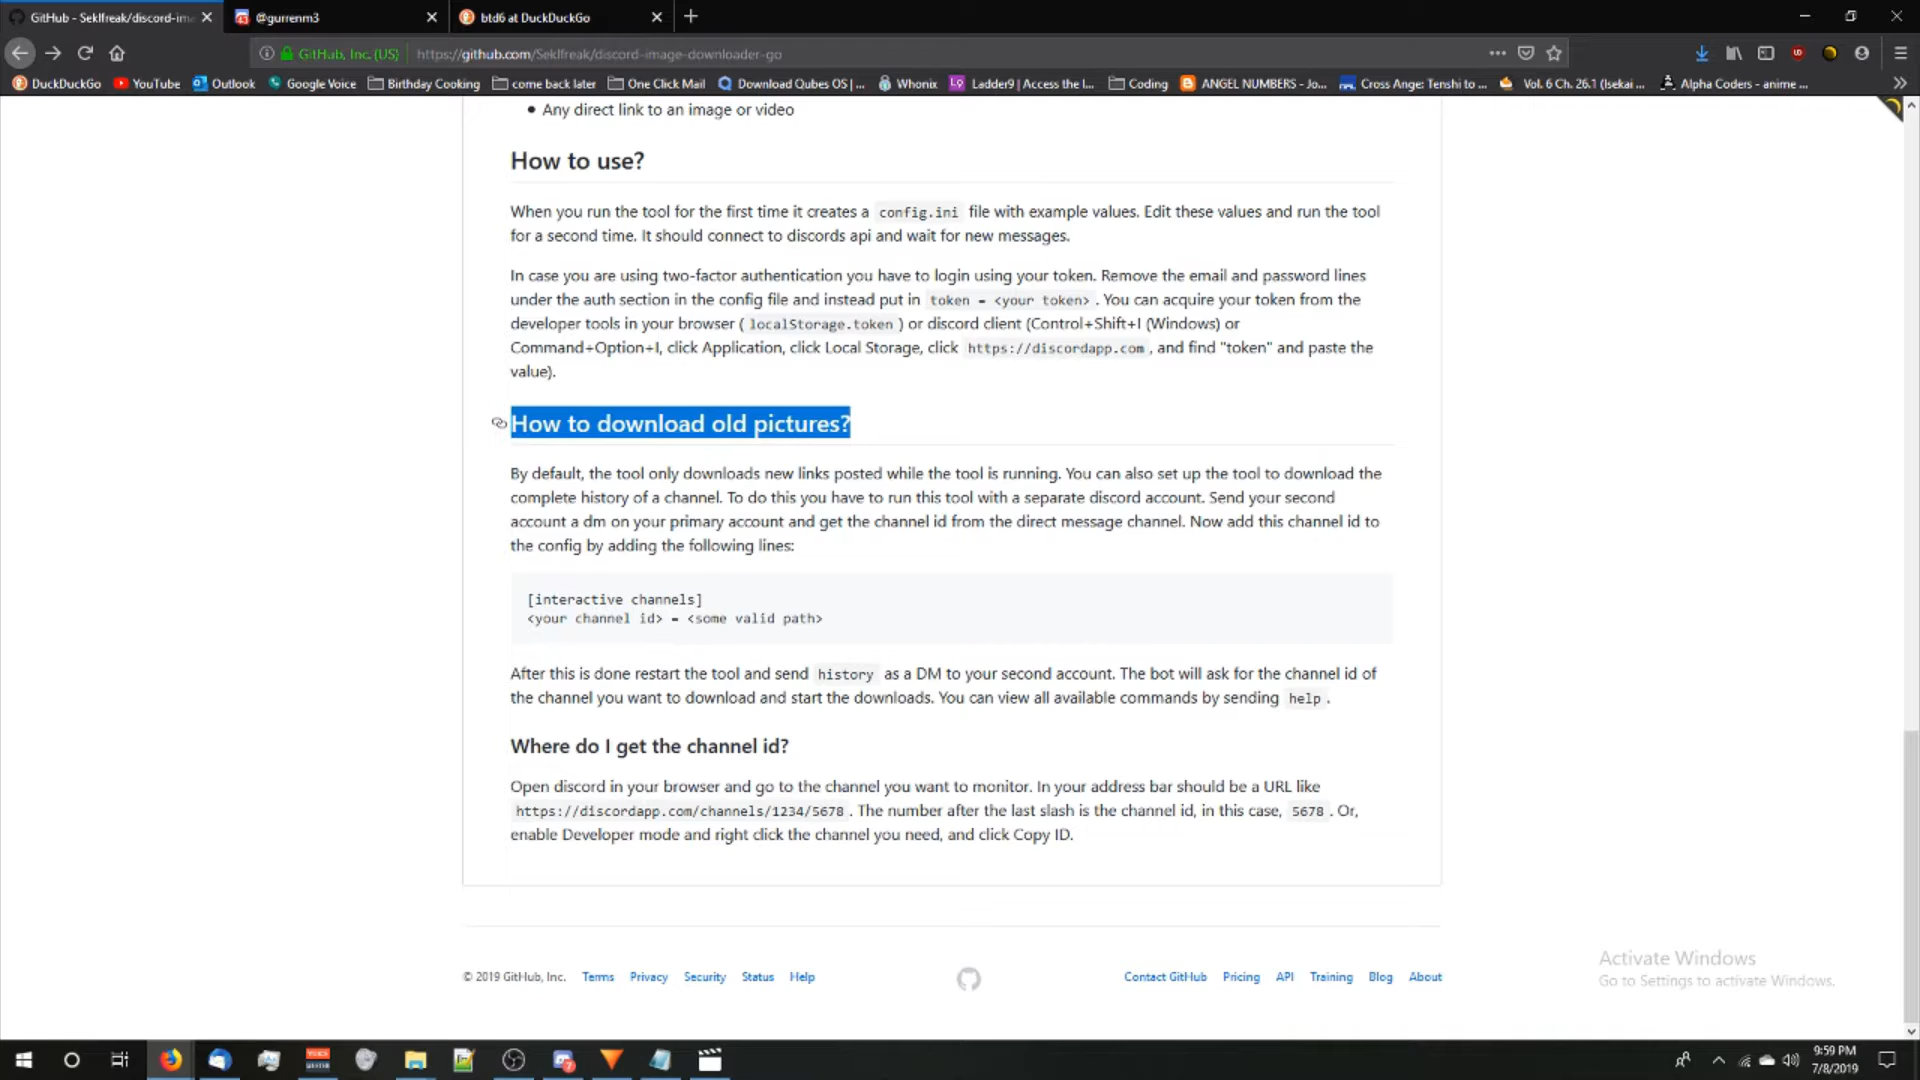 GitHub - Seklfreak/discord-im
@gurrenm3
btd6 at DuckDuckGo
GitHub, Inc. (US)
https://github.com/Seklfreak/discord-image-downloader-go
DuckDuckGo
YouTube
Outlook
Google Voice
Birthday Cooking
come back later
One Click Mail
Download Qubes OS | ...
Whonix
Ladder9 | Access the I...
Coding
ANGEL NUMBERS - Jo...
Cross Ange: Tenshi to ...
Vol. 6 Ch. 26.1 (Isekai ...
Alpha Coders - anime ...
• Any direct link to an image or video
How to use?
When you run the tool for the first time it creates a config.ini file with example values. Edit these values and run the tool
for a second time. It should connect to discords api and wait for new messages.
In case you are using two-factor authentication you have to login using your token. Remove the email and password lines
under the auth section in the config file and instead put in token = <your token> . You can acquire your token from the
developer tools in your browser ( localStorage.token ) or discord client (Control+Shift+I (Windows) or
Command+Option+I, click Application, click Local Storage, click https://discordapp.com , and find "token" and paste the
value).
How to download old pictures?
By default, the tool only downloads new links posted while the tool is running. You can also set up the tool to download the
complete history of a channel. To do this you have to run this tool with a separate discord account. Send your second
account a dm on your primary account and get the channel id from the direct message channel. Now add this channel id to
the config by adding the following lines:
[interactive channels]
<your channel id> = <some valid path>
After this is done restart the tool and send history as a DM to your second account. The bot will ask for the channel id of
the channel you want to download and start the downloads. You can view all available commands by sending help .
Where do I get the channel id?
Open discord in your browser and go to the channel you want to monitor. In your address bar should be a URL like
https://discordapp.com/channels/1234/5678 . The number after the last slash is the channel id, in this case, 5678 . Or,
enable Developer mode and right click the channel you need, and click Copy ID.
© 2019 GitHub, Inc. Terms Privacy Security Status Help
Contact GitHub Pricing API Training Blog About
Activate Windows
Go to Settings to activate Windows.
9:59 PM
7/8/2019